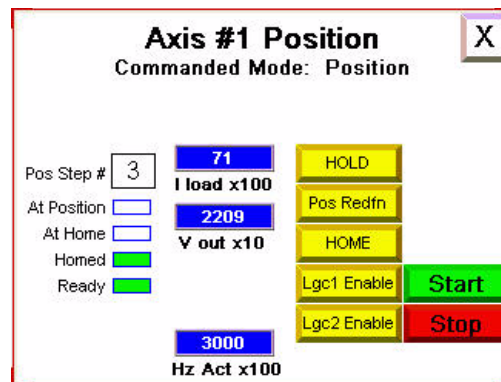 Axis #1 Position
X
Commanded Mode: Position
Pos Step # 3
At Position
At Home
Homed
Ready
71
I load x100
2209
V out x10
3000
Hz Act x100
HOLD
Pos Redfn
HOME
Lgc1 Enable
Start
Lgc2 Enable
Stop